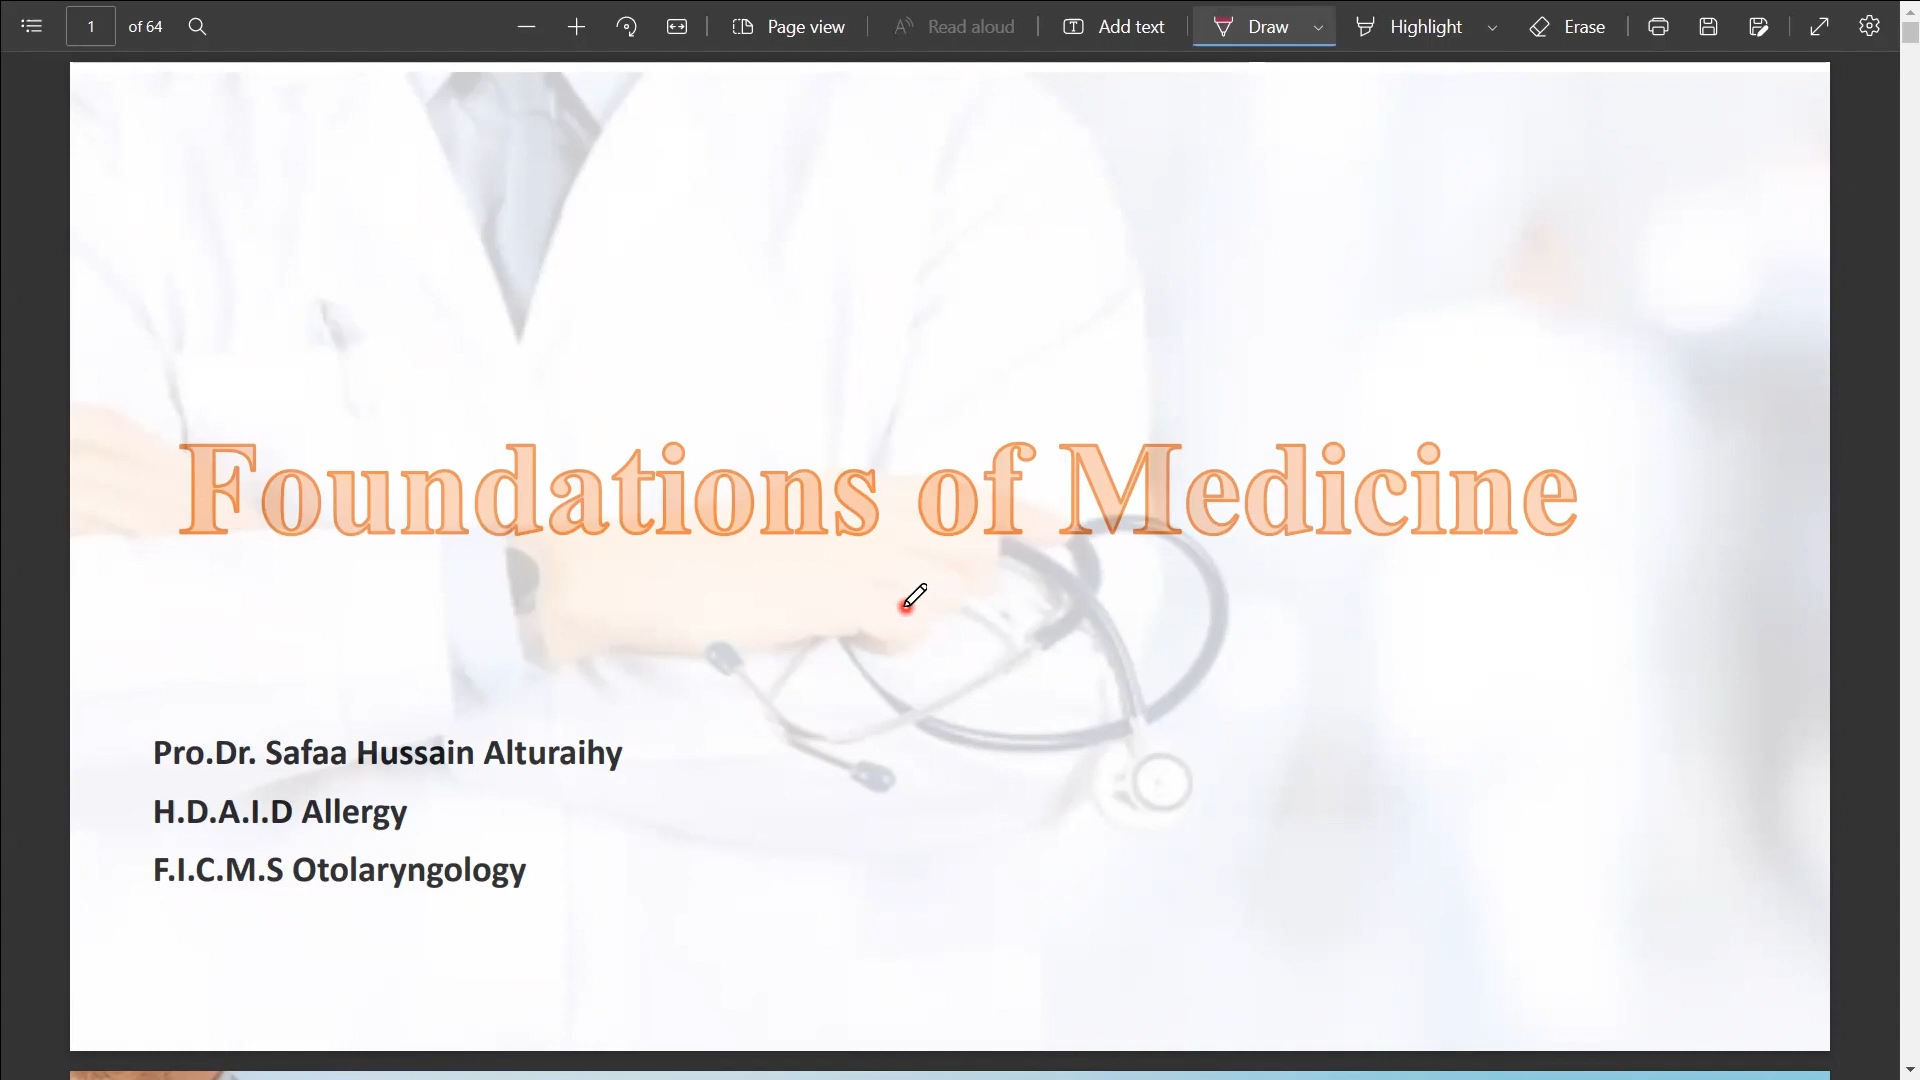 1 of 64 Page view Read aloud Add text Draw Highlight Erase
Foundations of Medicine
Pro.Dr. Safaa Hussain Alturaihy
H.D.A.I.D Allergy
F.I.C.M.S Otolaryngology